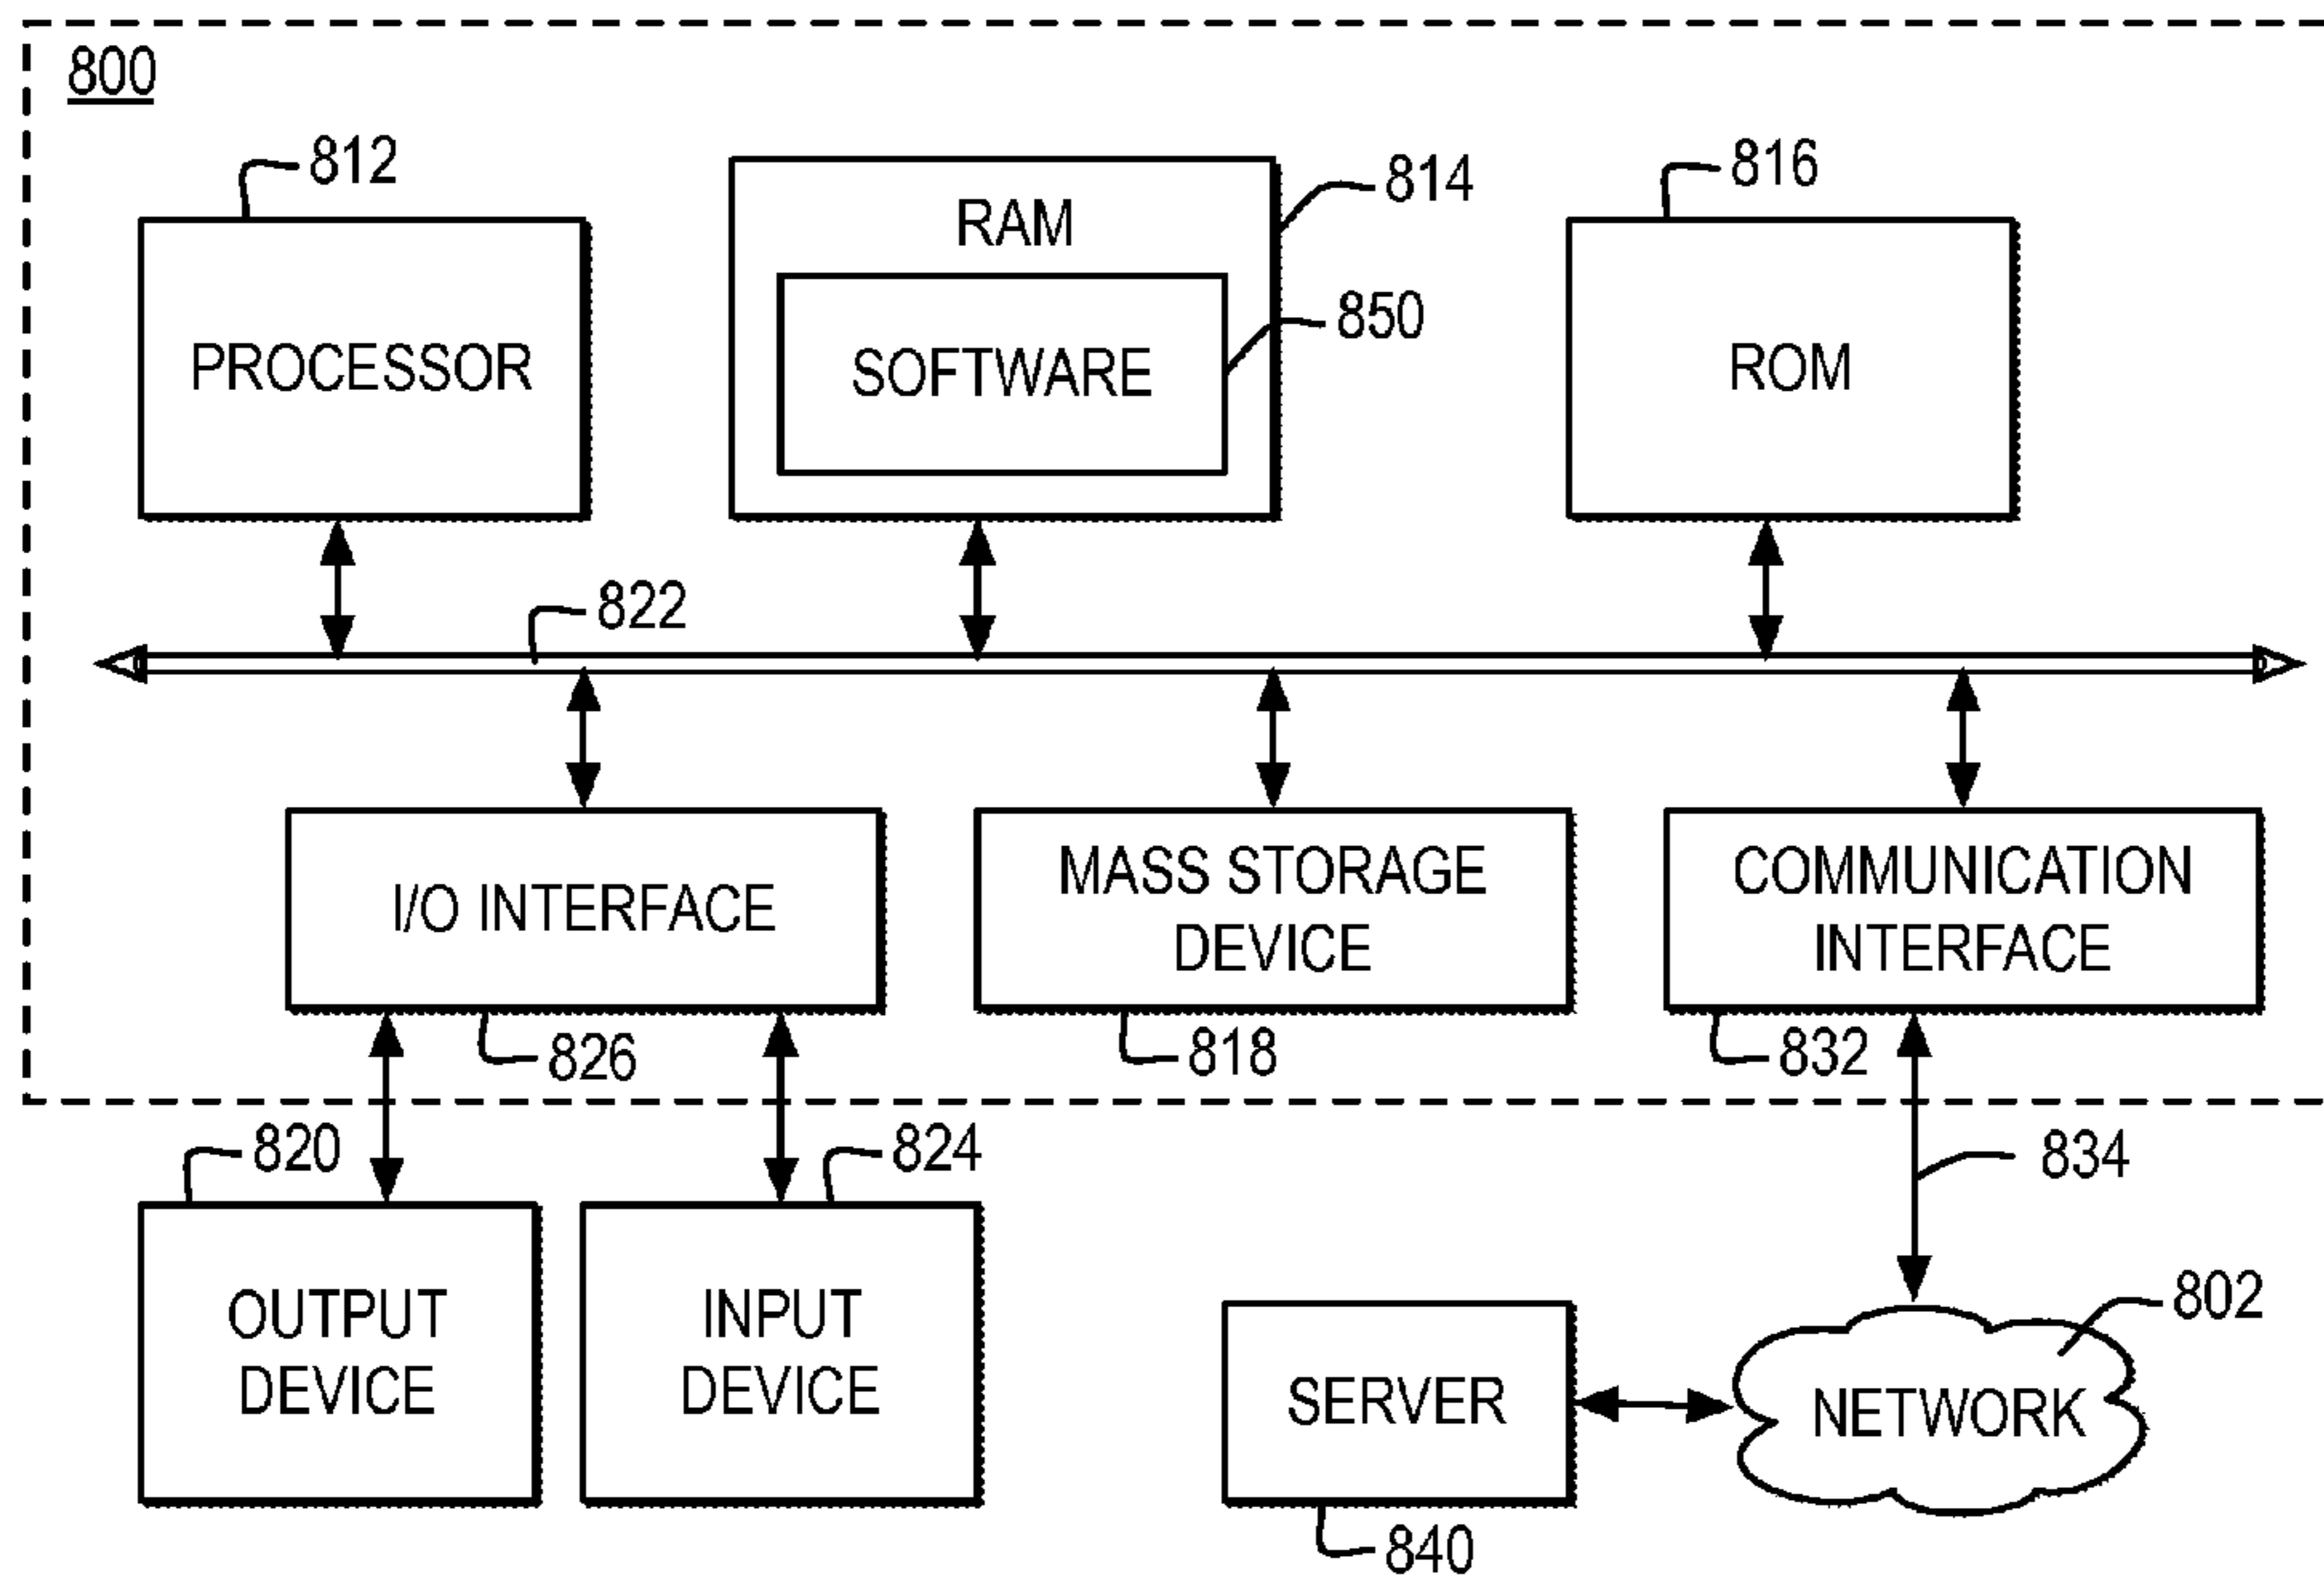 800
812
814
816
RAM
850
PROCESSOR
SOFTWARE
ROM
822
I/O INTERFACE
MASS STORAGE
DEVICE
COMMUNICATION
INTERFACE
826
818
832
820
824
834
OUTPUT
DEVICE
INPUT
DEVICE
802
SERVER
NETWORK
840